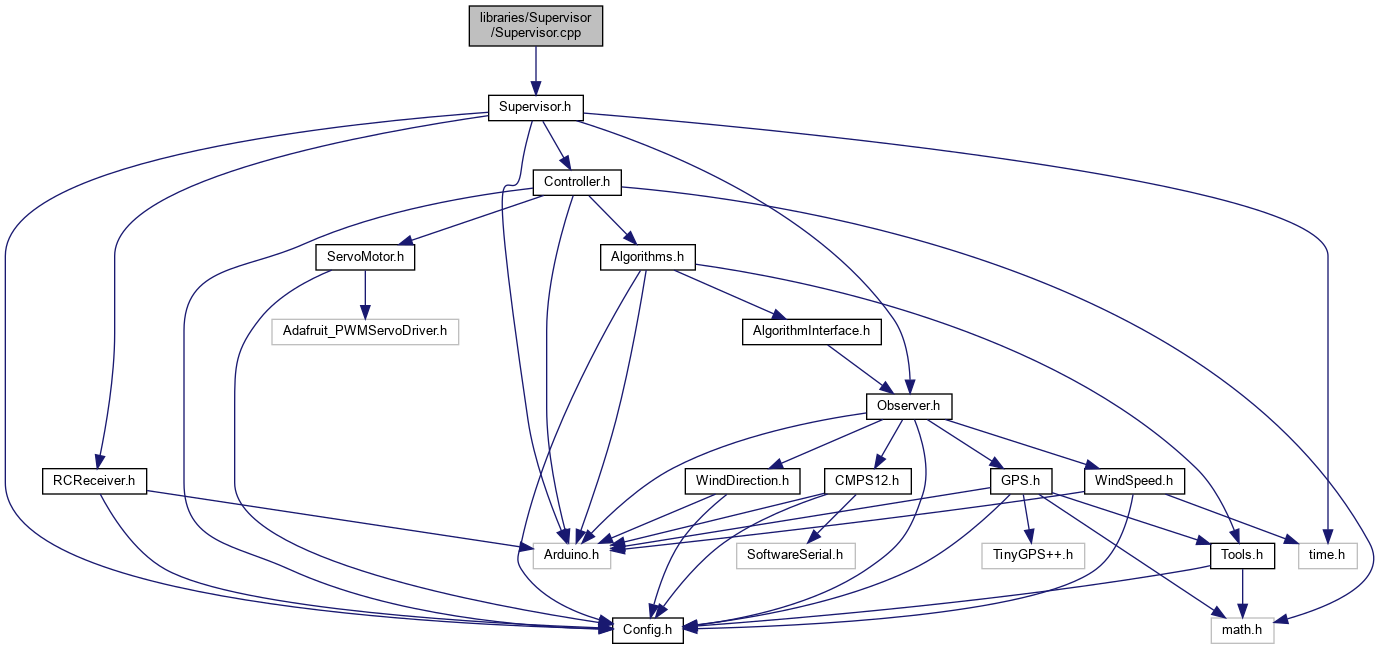 libraries/Supervisor
/Supervisor.cpp
Supervisor.h
Controller.h
ServoMotor.h
Algorithms.h
Adafruit_PWMServoDriver.h
AlgorithmInterface.h
Observer.h
RCReceiver.h
WindDirection.h
CMPS12.h
GPS.h
WindSpeed.h
Arduino.h
SoftwareSerial.h
TinyGPS++.h
Tools.h
time.h
Config.h
math.h